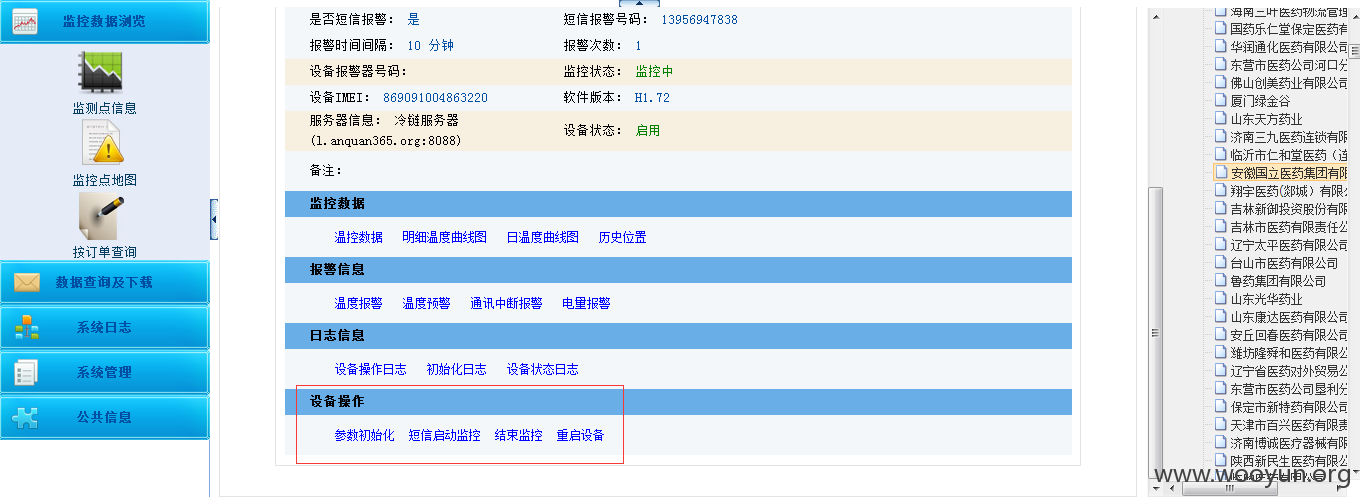 监控数据浏览
监测点信息
监控点地图
按订单查询
数据查询及下载
系统日志
系统管理
公共信息
是否短信报警： 是 短信报警号码： 13956947838
报警时间间隔： 10 分钟 报警次数： 1
设备报警器号码： 监控状态： 监控中
设备IMEI： 869091004863220 软件版本： H1.72
服务器信息： 冷链服务器
(l.anquan365.org:8088) 设备状态： 启用
备注：
监控数据
温控数据 明细温度曲线图 日温度曲线图 历史位置
报警信息
温度报警 温度预警 通讯中断报警 电量报警
日志信息
设备操作日志 初始化日志 设备状态日志
设备操作
参数初始化 短信启动监控 结束监控 重启设备
海南三叶医药物流管理
国药乐仁堂保定医药有
华润通化医药有限公司
东营市医药公司河口分
佛山创美药业有限公司
厦门绿金谷
山东天方药业
济南三九医药连锁有限
临沂市仁和堂医药（连
安徽国立医药集团有限
翔宇医药(郯城）有限公
吉林新御投资股份有限
吉林市医药有限责任公
辽宁太平医药有限公司
台山市医药有限公司
鲁药集团有限公司
山东光华药业
山东康达医药有限公司
安丘回春医药有限公司
潍坊隆舜和医药有限公
辽宁省医药对外贸易公
东营市医药公司垦利分
保定市新特药有限公司
天津市百兴医药有限责
济南博诚医疗器械有限
陕西新民生医药有限公
www.wooyun.org